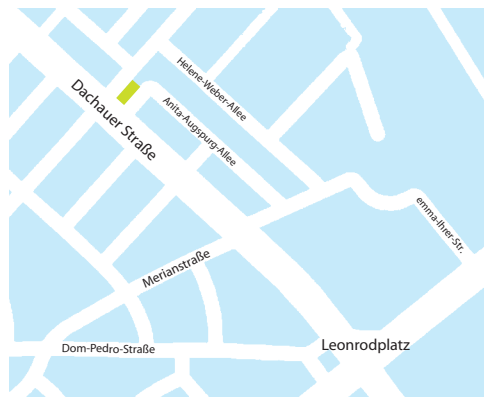 Helene-Weber-Allee
Dachauer Straße
Anita-Augspurg-Allee
emma-Ihrer-Str.
Merianstraße
Leonrodplatz
Dom-Pedro-Straße